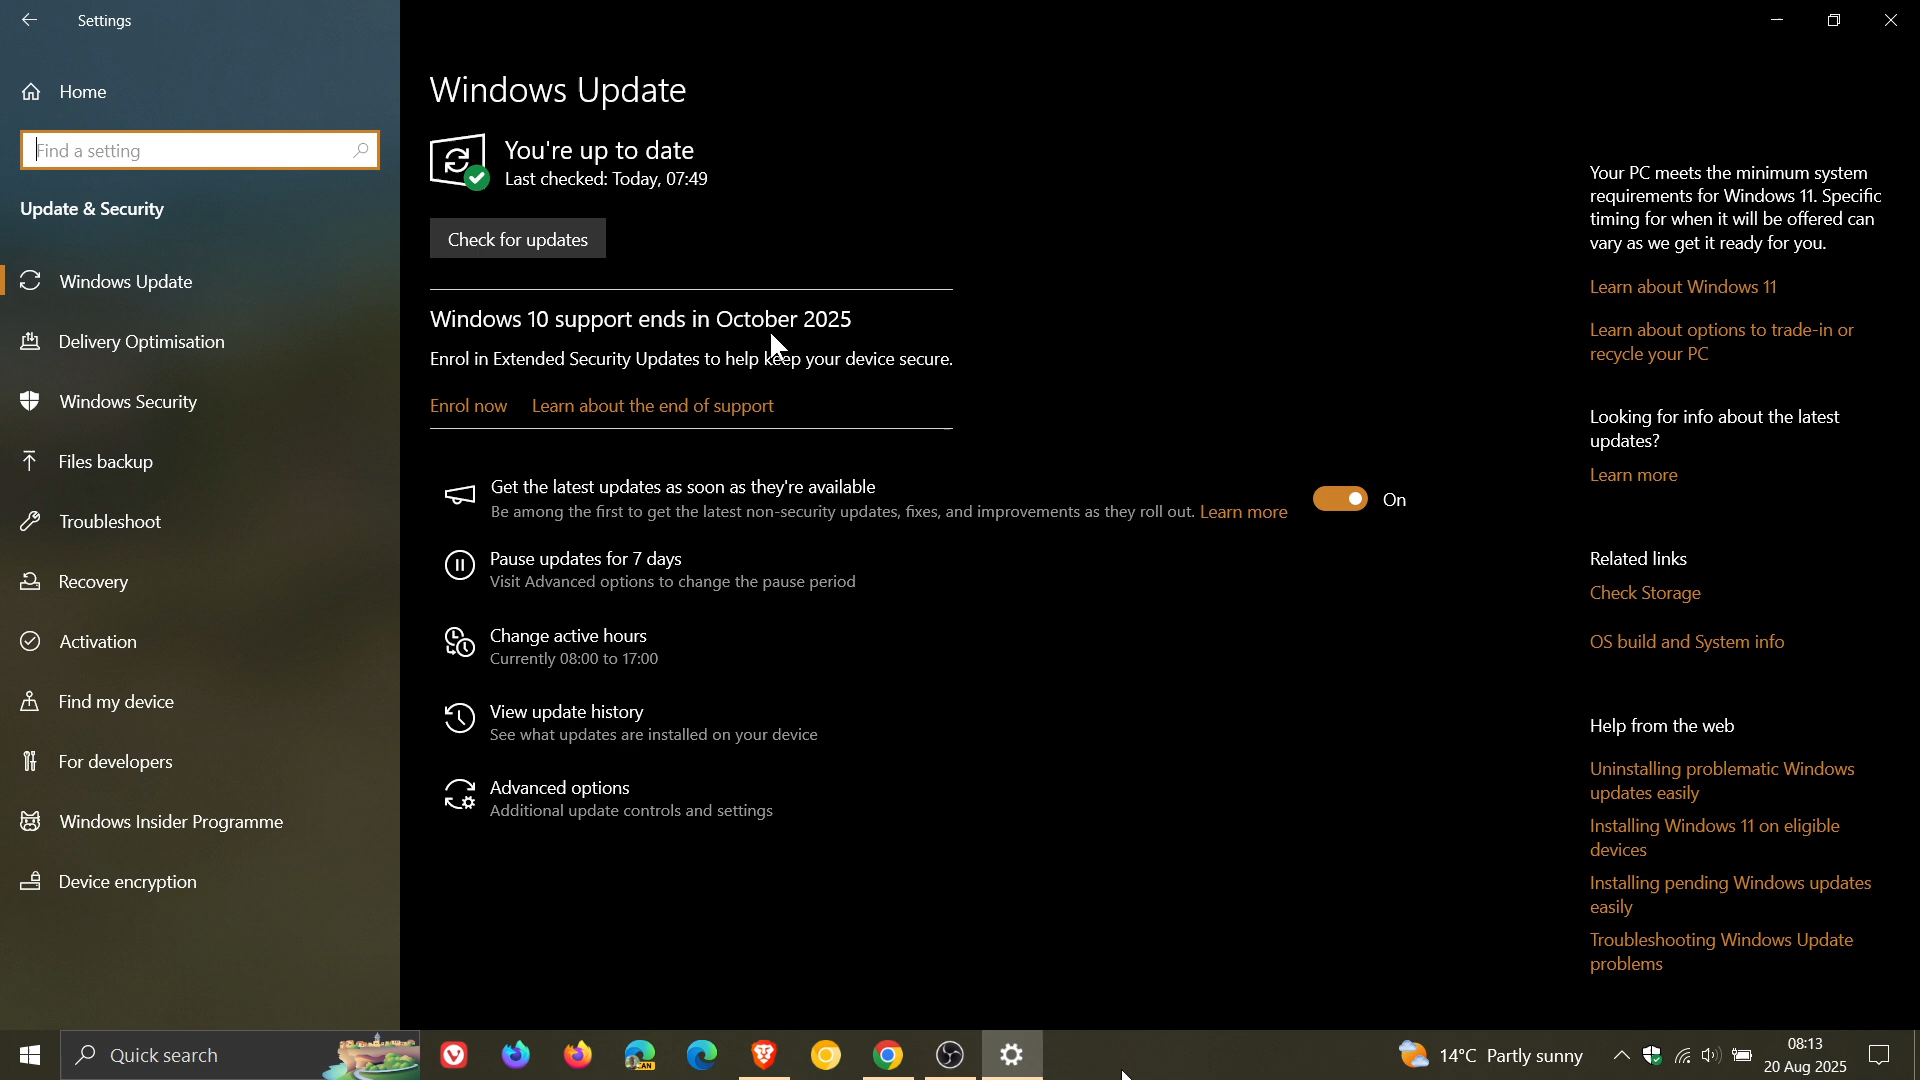 Settings
Home
Find a setting
Update & Security
Windows Update
Delivery Optimisation
Windows Security
Files backup
Troubleshoot
Recovery
Activation
Find my device
For developers
Windows Insider Programme
Device encryption
Windows Update
You're up to date
Last checked: Today, 07:49
Check for updates
Windows 10 support ends in October 2025
Enrol in Extended Security Updates to help keep your device secure.
Enrol now Learn about the end of support
Get the latest updates as soon as they're available
Be among the first to get the latest non-security updates, fixes, and improvements as they roll out. Learn more
On
Pause updates for 7 days
Visit Advanced options to change the pause period
Change active hours
Currently 08:00 to 17:00
View update history
See what updates are installed on your device
Advanced options
Additional update controls and settings
Your PC meets the minimum system
requirements for Windows 11. Specific
timing for when it will be offered can
vary as we get it ready for you.
Learn about Windows 11
Learn about options to trade-in or
recycle your PC
Looking for info about the latest
updates?
Learn more
Related links
Check Storage
OS build and System info
Help from the web
Uninstalling problematic Windows
updates easily
Installing Windows 11 on eligible
devices
Installing pending Windows updates
easily
Troubleshooting Windows Update
problems
Quick search
CAN
14°C Partly sunny
08:13
20 Aug 2025